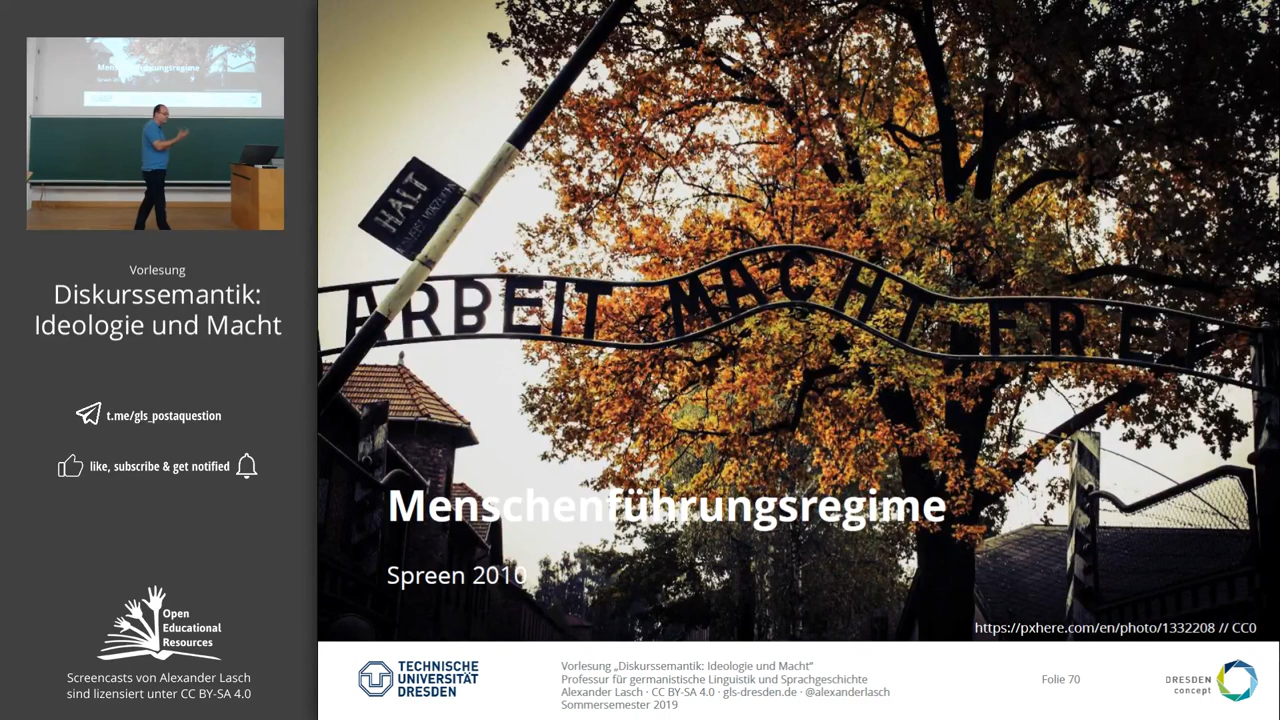 Menschenführungsregime
Vorlesung
Diskurssemantik:
Ideologie und Macht
t.me/gls_postaquestion
like, subscribe & get notified
Open
Educational
Resources
Screencasts von Alexander Lasch
sind lizensiert unter CC BY-SA 4.0
HALT
ARBEIT MACHT FREI
Menschenführungsregime
Spreen 2010
https://pxhere.com/en/photo/1332208 // CC0
TECHNISCHE
UNIVERSITÄT
DRESDEN
Vorlesung „Diskurssemantik: Ideologie und Macht“
Professur für germanistische Linguistik und Sprachgeschichte
Alexander Lasch · CC BY-SA 4.0 · gls-dresden.de · @alexanderlasch
Sommersemester 2019
Folie 70
DRESDEN
concept